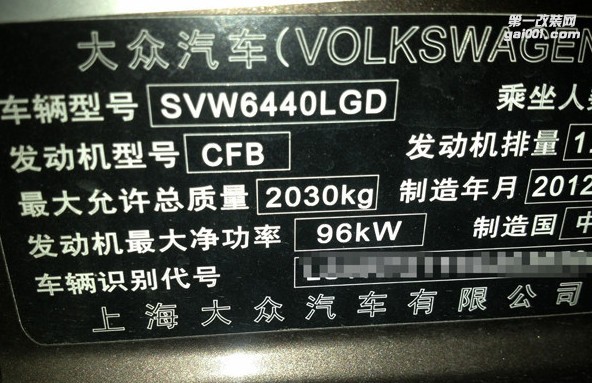 第一改装网
gai001.com
大众汽车(VOLKSWAGEN
车辆型号 SVW6440LGD 乘坐人
发动机型号 CFB 发动机排量 1.
最大允许总质量 2030kg 制造年月 2012
发动机最大净功率 96kW 制造国 中
车辆识别代号
上海大众汽车有限公司